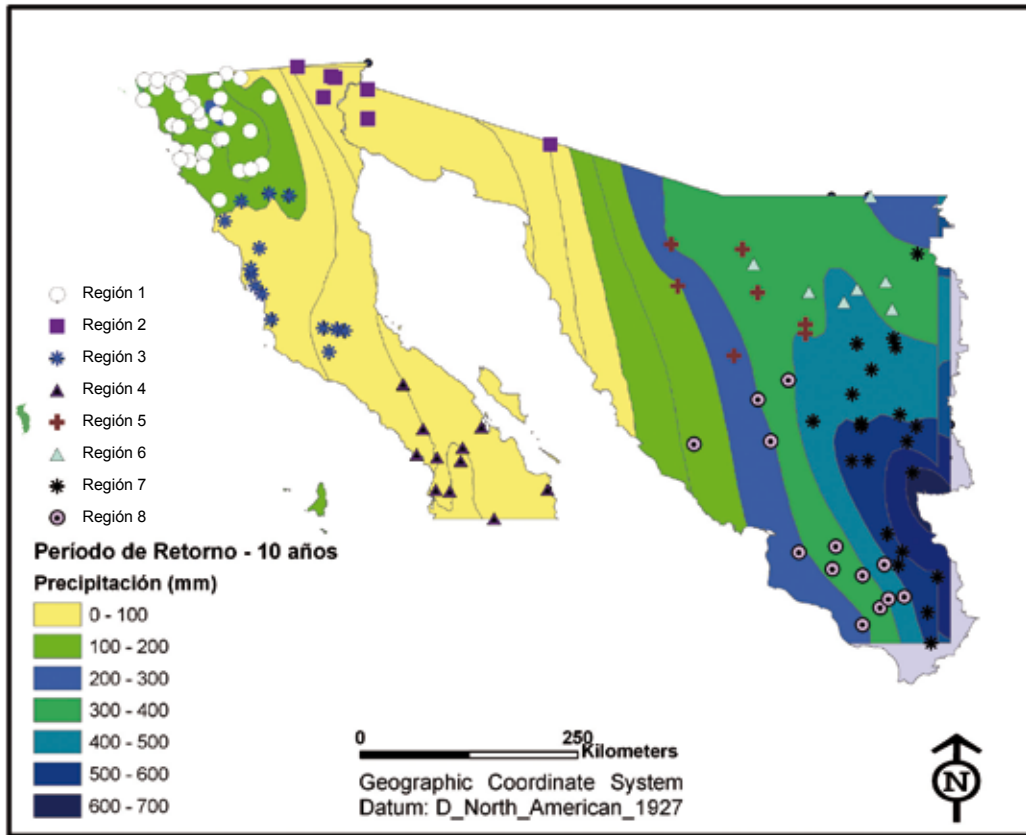 Región 1
Región 2
Región 3
Región 4
Región 5
Región 6
Región 7
Región 8
Período de Retorno - 10 años
Precipitación (mm)
0 - 100
100 - 200
200 - 300
300 - 400
400 - 500
500 - 600
600 - 700
0 250
Kilometers
Geographic Coordinate System
Datum: D_North_American_1927
N